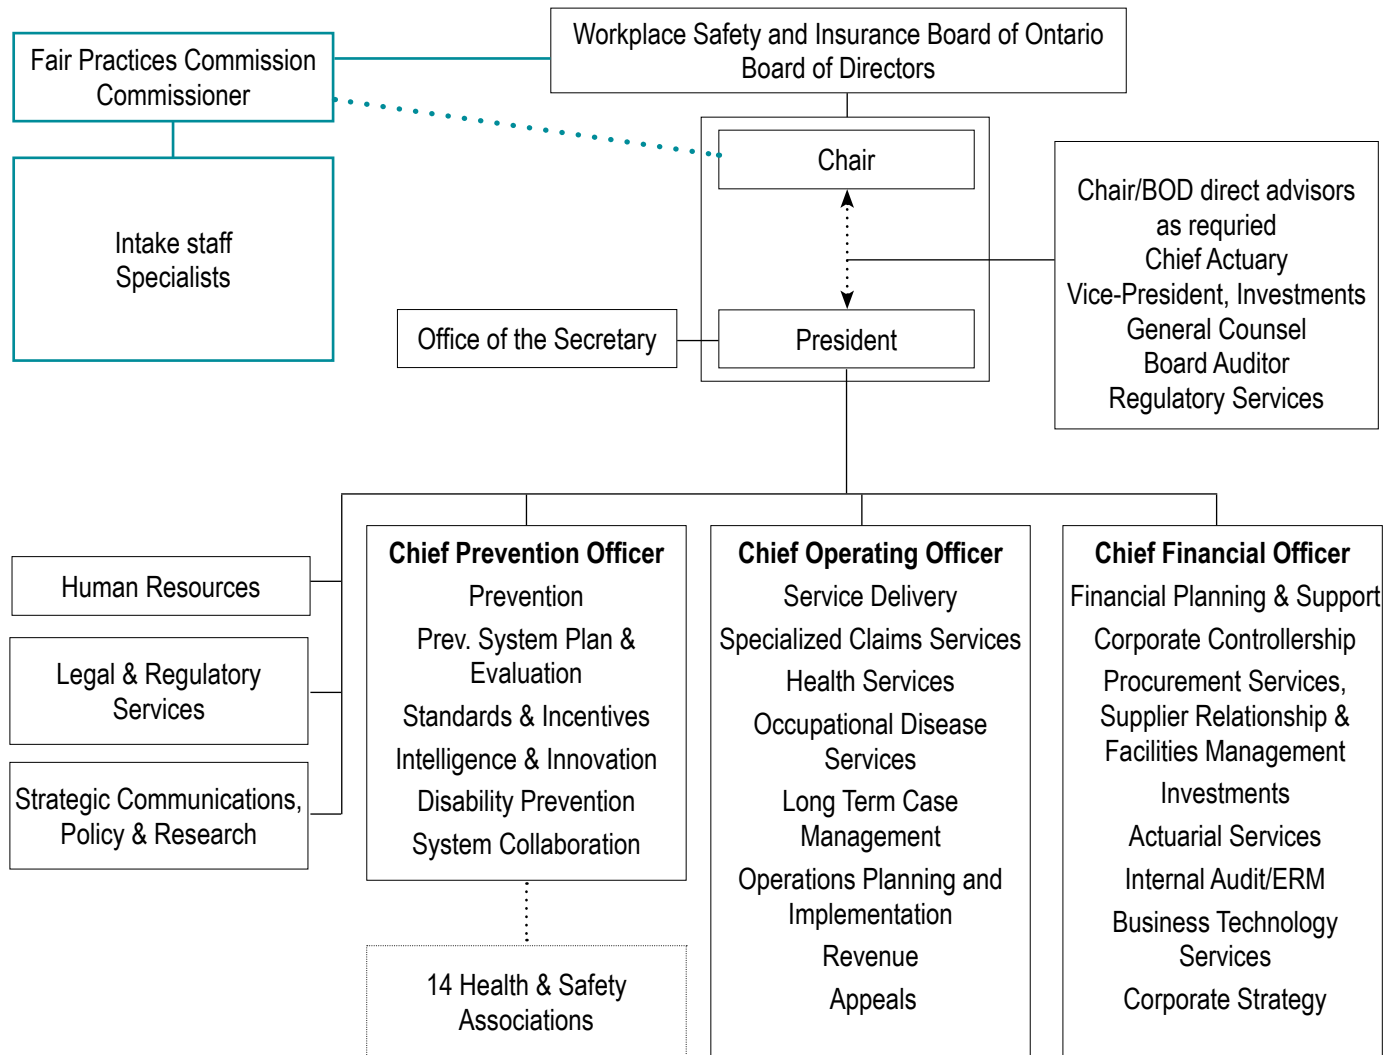 Fair Practices Commission
Commissioner
Workplace Safety and Insurance Board of Ontario
Board of Directors
Intake staff
Specialists
Chair
Chair/BOD direct advisors
as requried
Chief Actuary
Vice-President, Investments
General Counsel
Board Auditor
Regulatory Services
Office of the Secretary
President
Human Resources
Legal & Regulatory
Services
Strategic Communications,
Policy & Research
Chief Prevention Officer
Prevention
Prev. System Plan &
Evaluation
Standards & Incentives
Intelligence & Innovation
Disability Prevention
System Collaboration
14 Health & Safety
Associations
Chief Operating Officer
Service Delivery
Specialized Claims Services
Health Services
Occupational Disease
Services
Long Term Case
Management
Operations Planning and
Implementation
Revenue
Appeals
Chief Financial Officer
Financial Planning & Support
Corporate Controllership
Procurement Services,
Supplier Relationship &
Facilities Management
Investments
Actuarial Services
Internal Audit/ERM
Business Technology
Services
Corporate Strategy